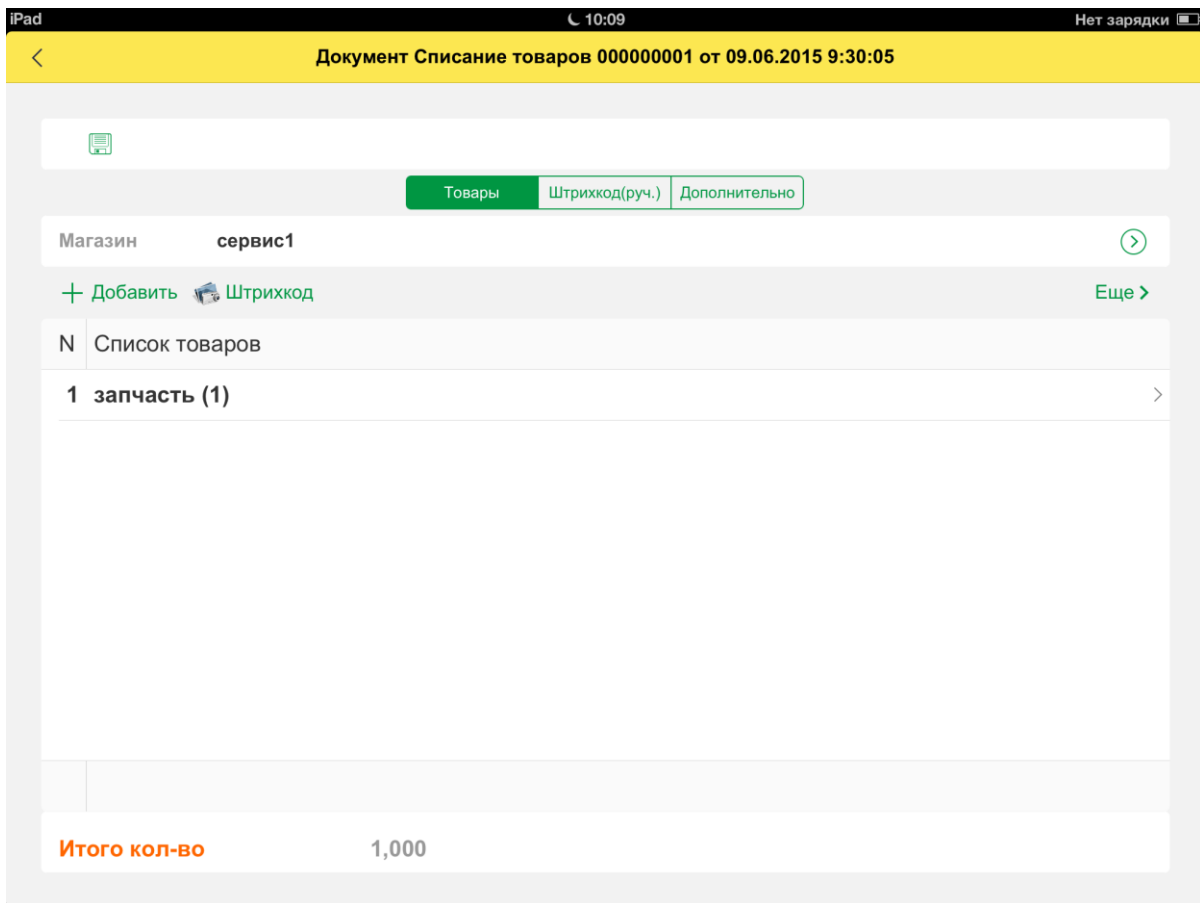 iPad 10:09 Нет зарядки
Документ Списание товаров 000000001 от 09.06.2015 9:30:05
Товары Штрихкод(руч.) Дополнительно
Магазин сервис1
Добавить Штрихкод Еще
N Список товаров
1 запчасть (1)
Итого кол-во 1,000